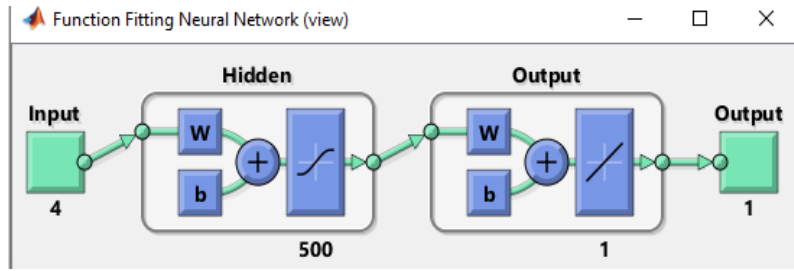 Function Fitting Neural Network (view)
Hidden
Output
Input
Output
W
W
b
b
4
1
500
1